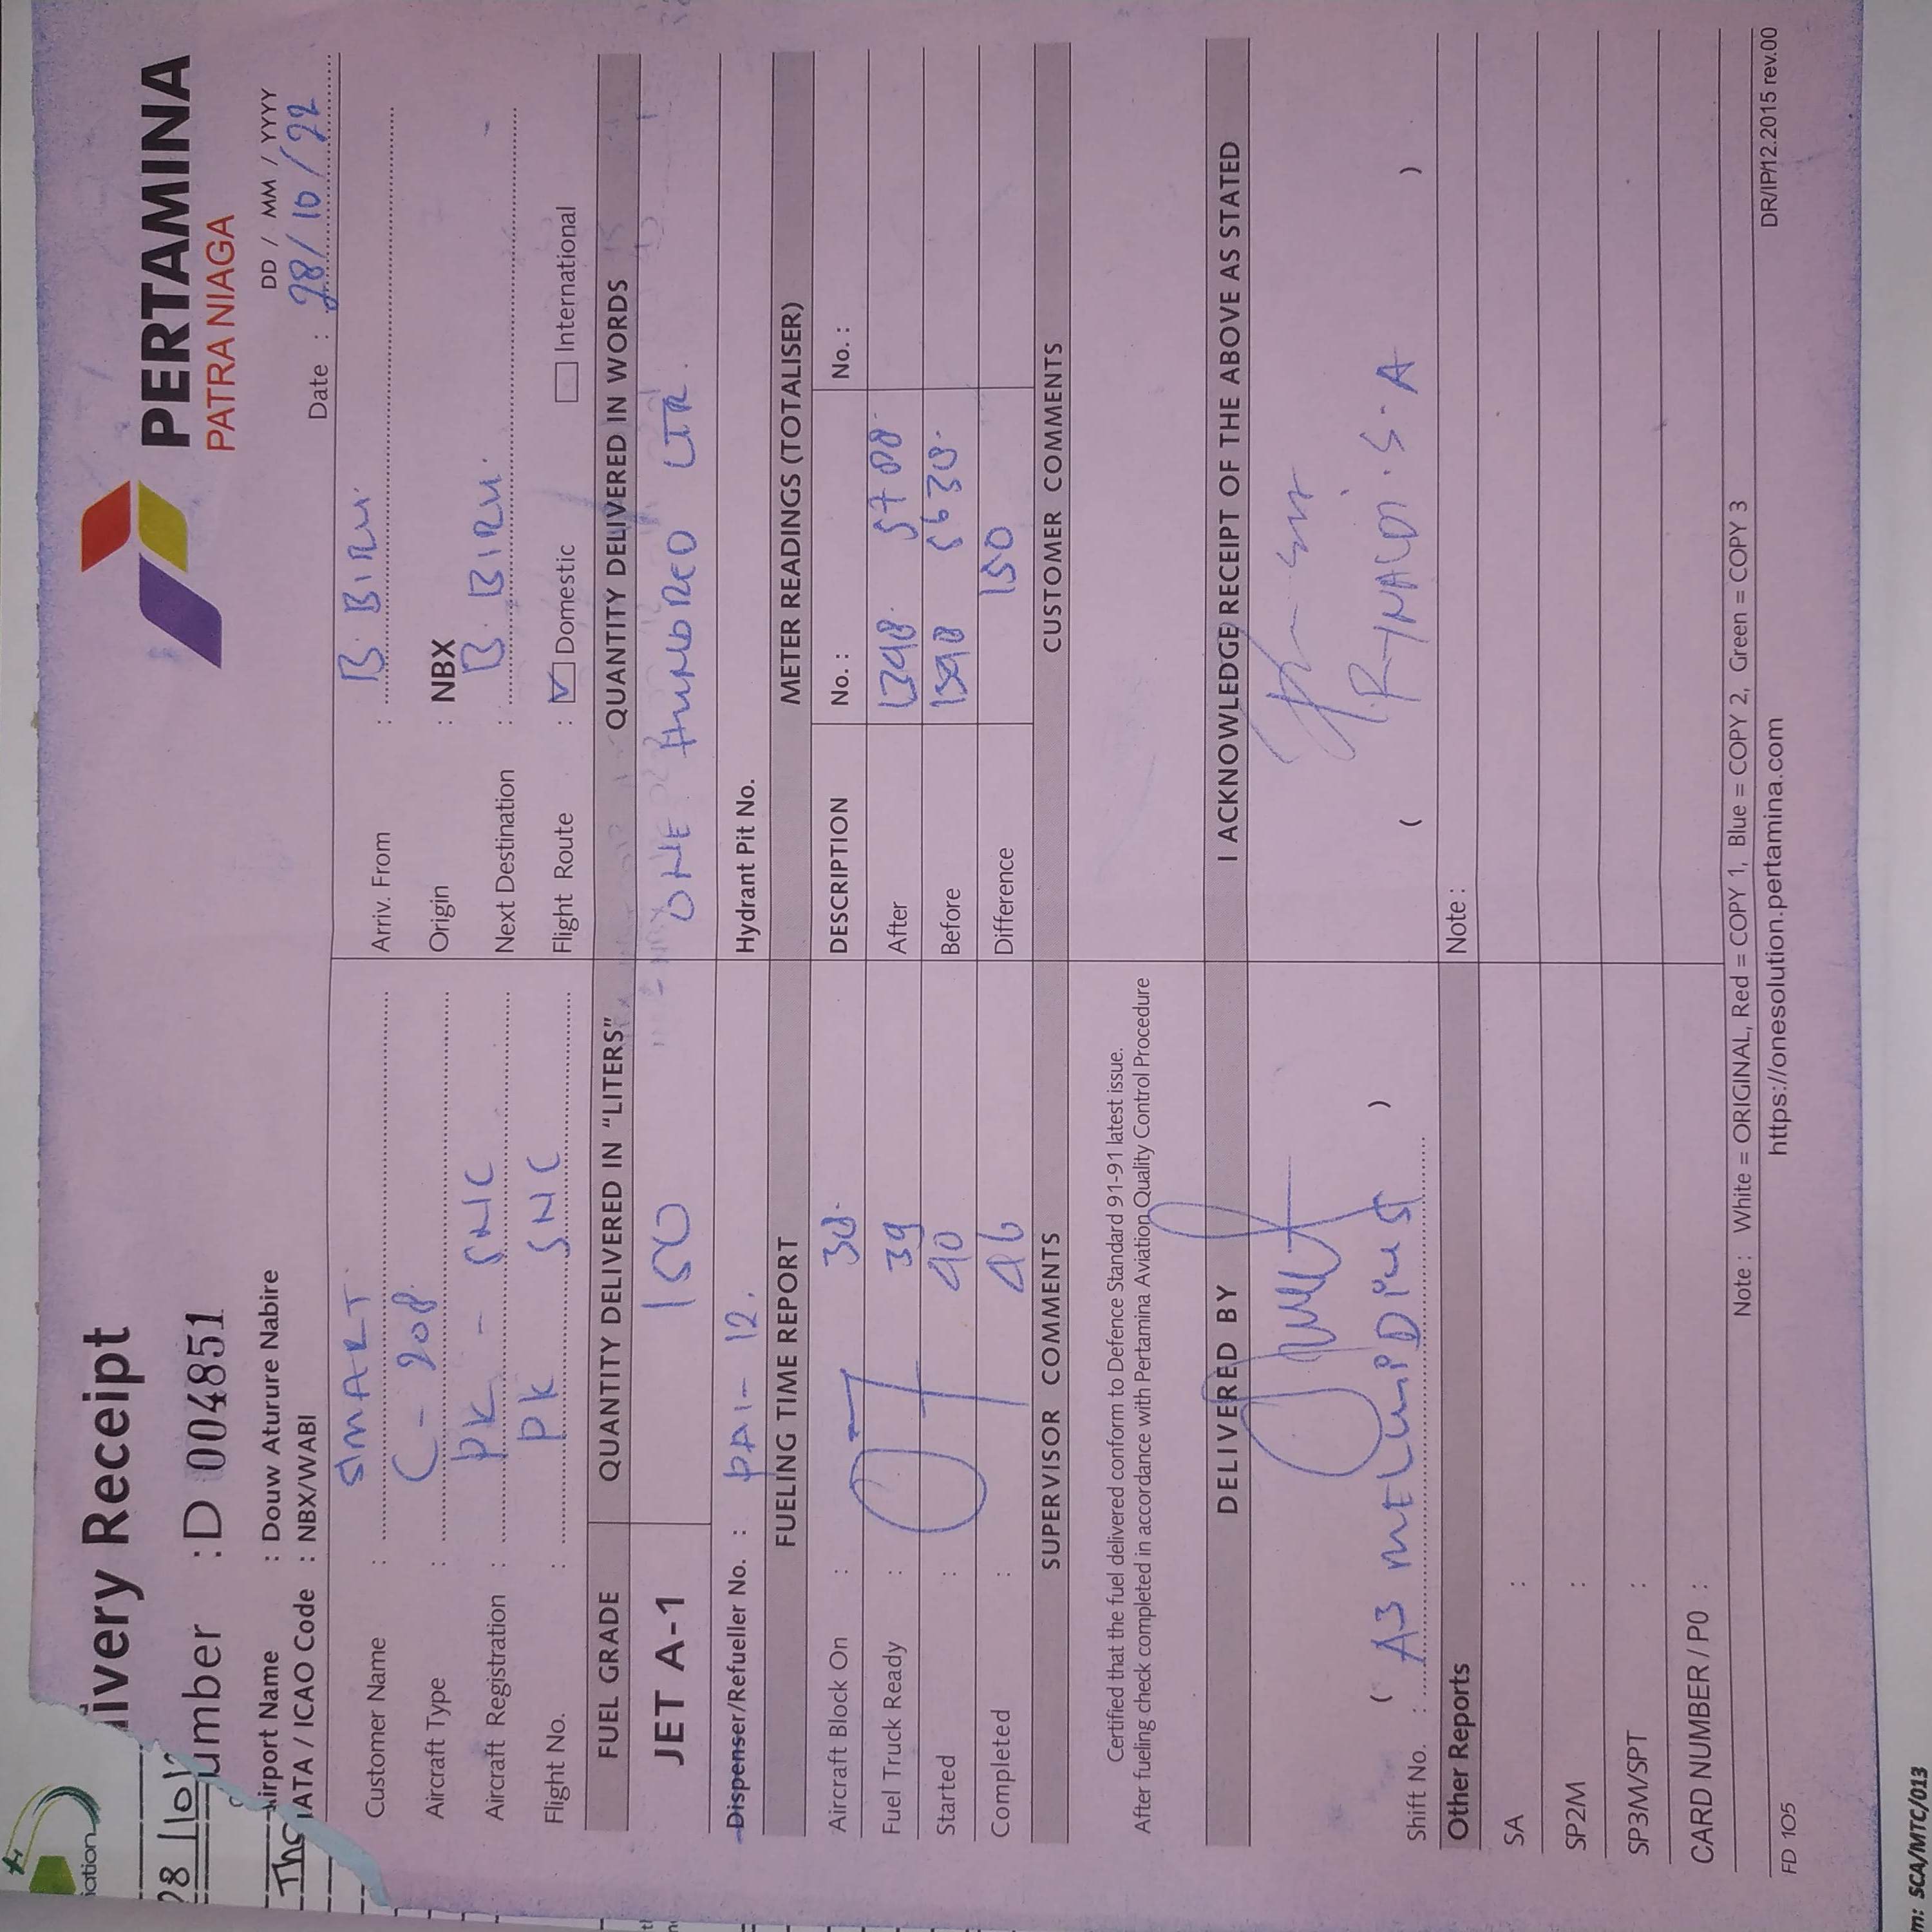 ivery Receipt
PERTAMINA
PATRA NIAGA
umber : D 004851
DD / MM / YYYY
Date : 28/10/22
Airport Name : Douw Aturure Nabire
IATA / ICAO Code : NBX/WABI
Customer Name : SMART
Arriv. From : B. BIRU.
Aircraft Type : C - 208
Origin : NBX
Aircraft Registration : PK - SNC
Next Destination : B. BIRU.
Flight No. : PK SNC
Flight Route : Domestic International
FUEL GRADE QUANTITY DELIVERED IN "LITERS" QUANTITY DELIVERED IN WORDS
JET A-1 150 ONE HUNDRED LTR.
Dispenser/Refueller No. : PAI - 12.
Hydrant Pit No.
FUELING TIME REPORT METER READINGS (TOTALISER)
Aircraft Block On : 38.
DESCRIPTION No. : No. :
Fuel Truck Ready : 39
After
Started : 40
Before
Completed : 46
Difference 150
SUPERVISOR COMMENTS CUSTOMER COMMENTS
Certified that the fuel delivered conform to Defence Standard 91-91 latest issue.
After fueling check completed in accordance with Pertamina Aviation Quality Control Procedure
DELIVERED BY I ACKNOWLEDGE RECEIPT OF THE ABOVE AS STATED
( )
( RYNALDI . S . A )
Shift No. :
Other Reports Note :
SA :
SP2M :
SP3M/SPT :
CARD NUMBER / P0 :
Note : White = ORIGINAL, Red = COPY 1, Blue = COPY 2, Green = COPY 3
FD 105 https://onesolution.pertamina.com DR/IP/12.2015 rev.00
m: SCA/MTC/013